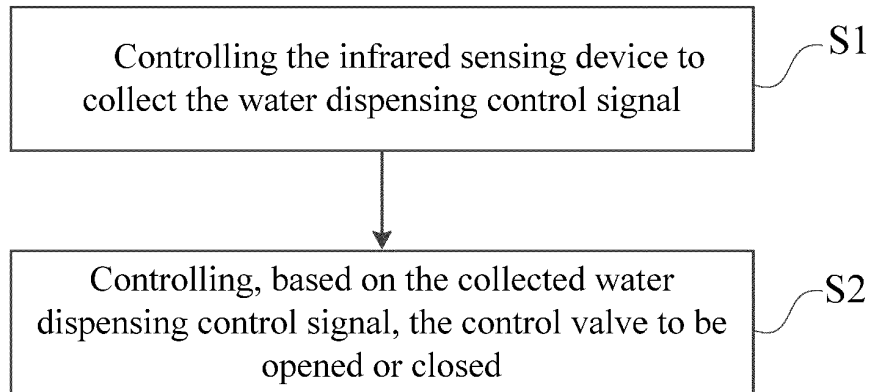 Controlling the infrared sensing device to
collect the water dispensing control signal
S1
Controlling, based on the collected water
dispensing control signal, the control valve to be
opened or closed
S2